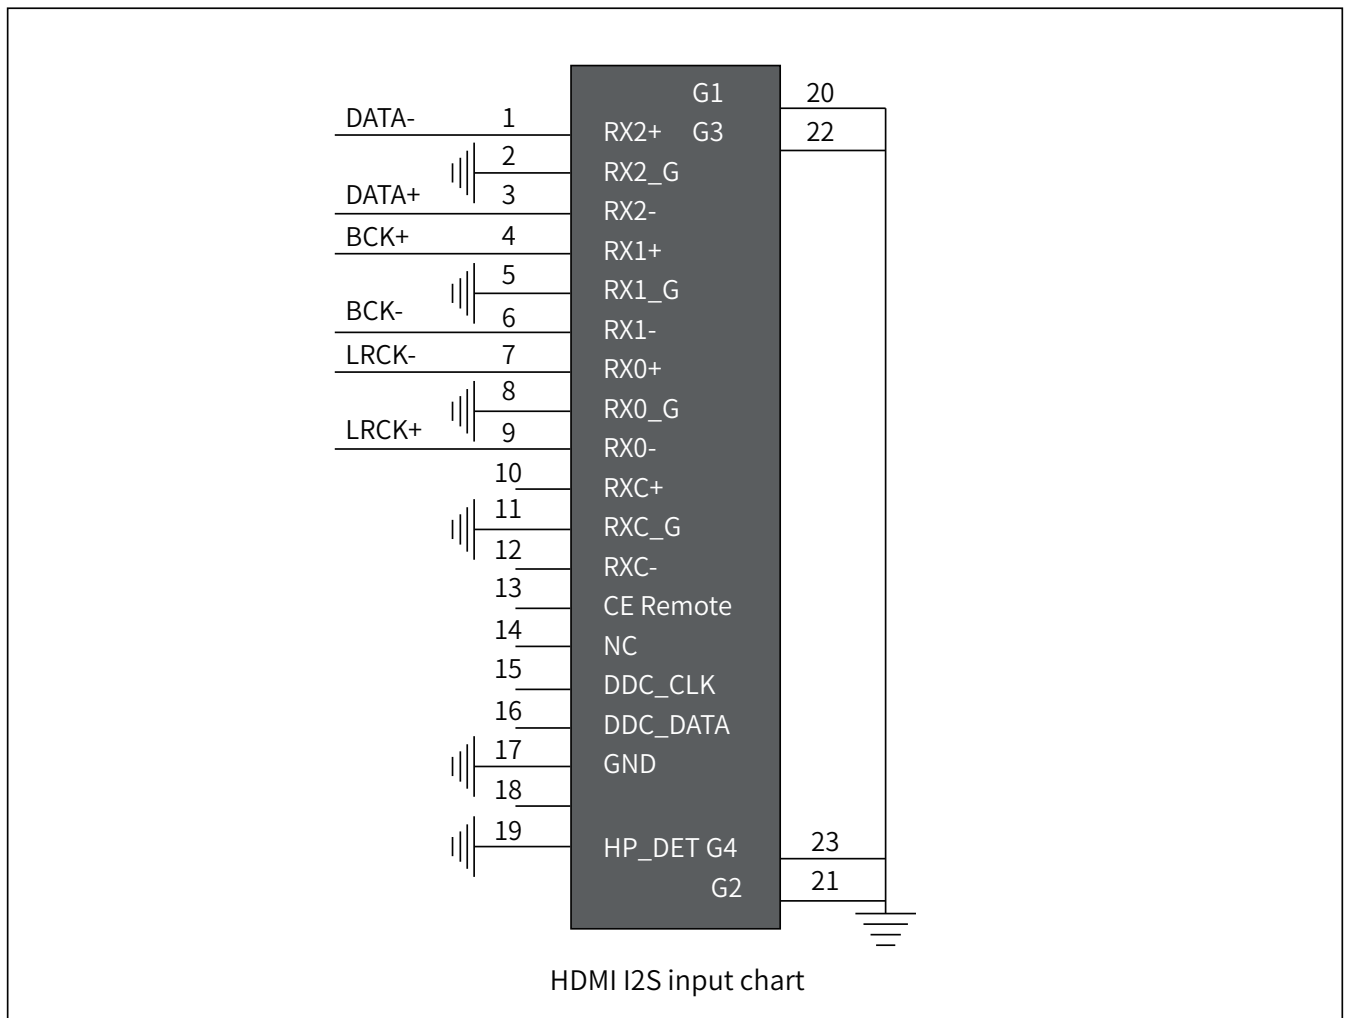 G1 20
DATA- 1 RX2+ G3 22
2 RX2_G
DATA+ 3 RX2-
BCK+ 4 RX1+
5 RX1_G
BCK- 6 RX1-
LRCK- 7 RX0+
8 RX0_G
LRCK+ 9 RX0-
10 RXC+
11 RXC_G
12 RXC-
13 CE Remote
14 NC
15 DDC_CLK
16 DDC_DATA
17 GND
18
19 HP_DET G4 23
G2 21
HDMI I2S input chart